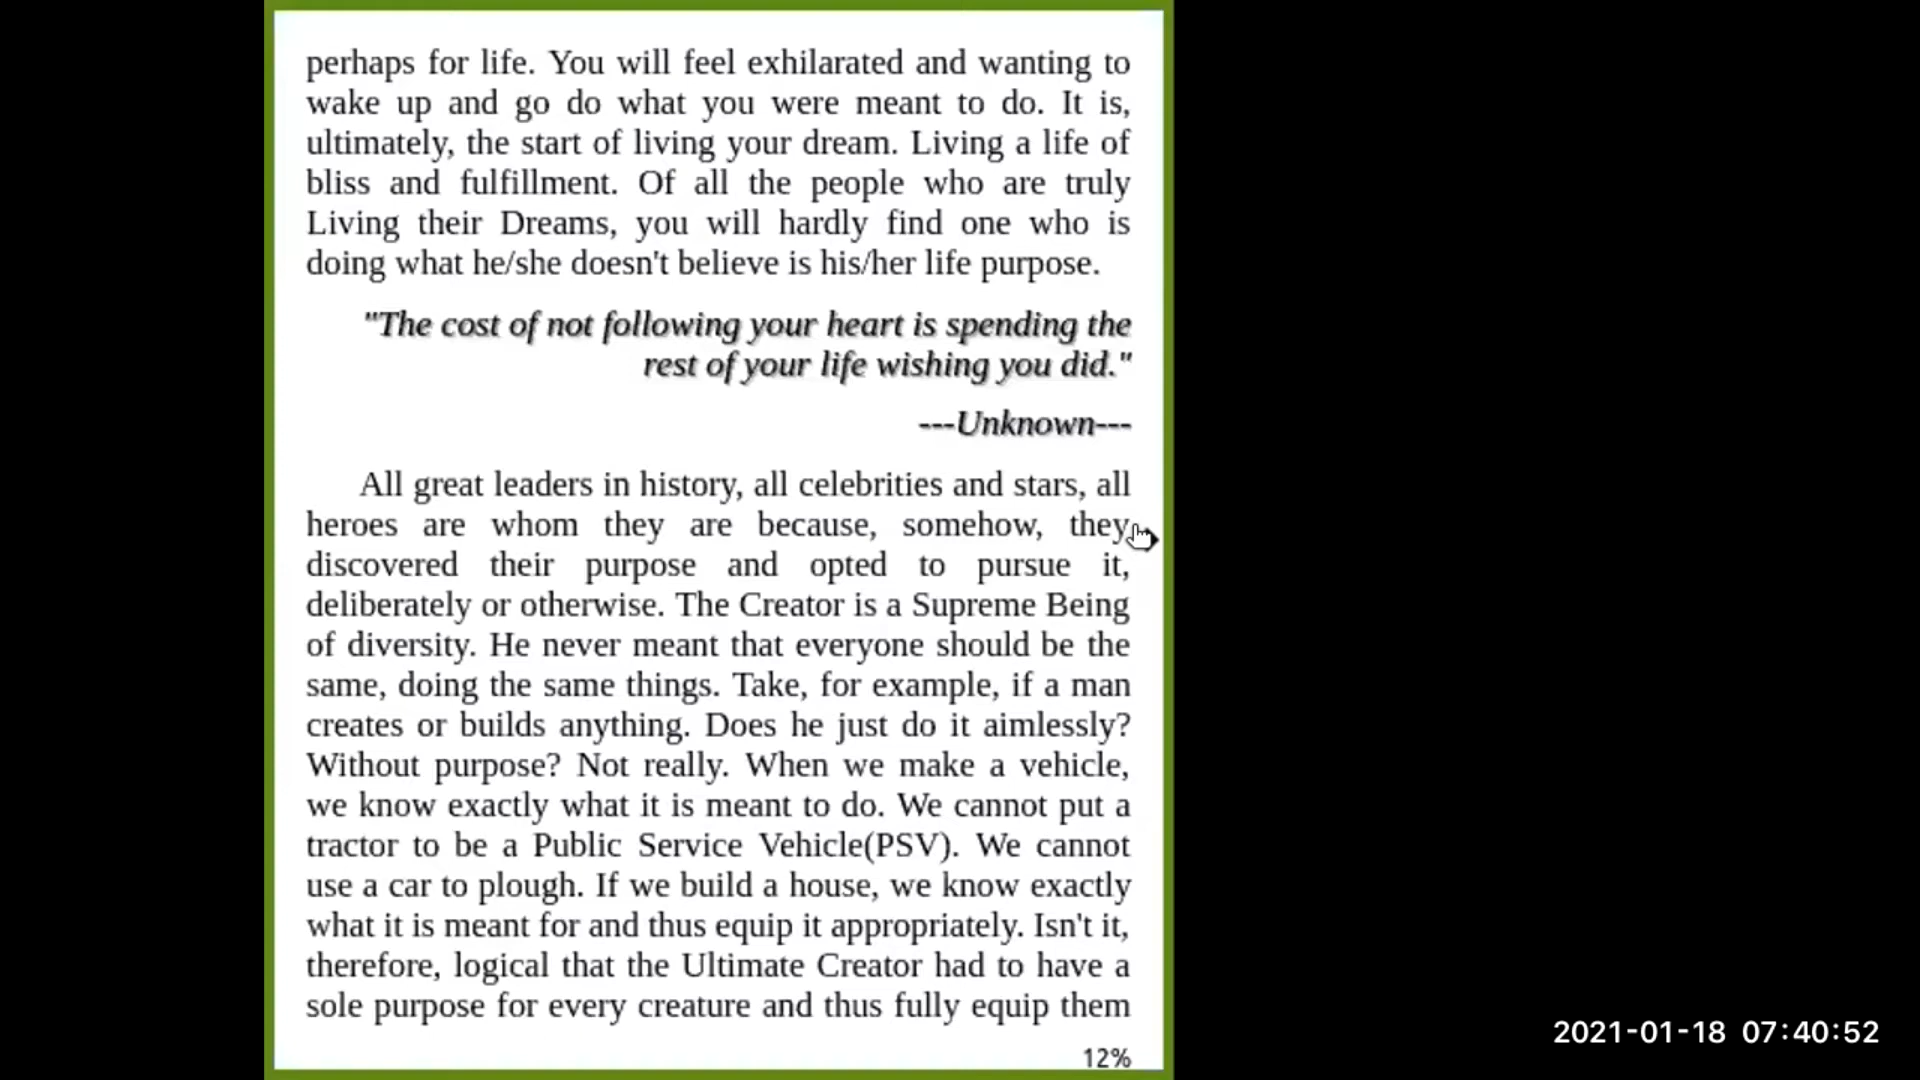 perhaps for life. You will feel exhilarated and wanting to
wake up and go do what you were meant to do. It is,
ultimately, the start of living your dream. Living a life of
bliss and fulfillment. Of all the people who are truly
Living their Dreams, you will hardly find one who is
doing what he/she doesn't believe is his/her life purpose.
"The cost of not following your heart is spending the
rest of your life wishing you did."
---Unknown---
All great leaders in history, all celebrities and stars, all
heroes are whom they are because, somehow, they
discovered their purpose and opted to pursue it,
deliberately or otherwise. The Creator is a Supreme Being
of diversity. He never meant that everyone should be the
same, doing the same things. Take, for example, if a man
creates or builds anything. Does he just do it aimlessly?
Without purpose? Not really. When we make a vehicle,
we know exactly what it is meant to do. We cannot put a
tractor to be a Public Service Vehicle(PSV). We cannot
use a car to plough. If we build a house, we know exactly
what it is meant for and thus equip it appropriately. Isn't it,
therefore, logical that the Ultimate Creator had to have a
sole purpose for every creature and thus fully equip them
12%
2021-01-18 07:40:52